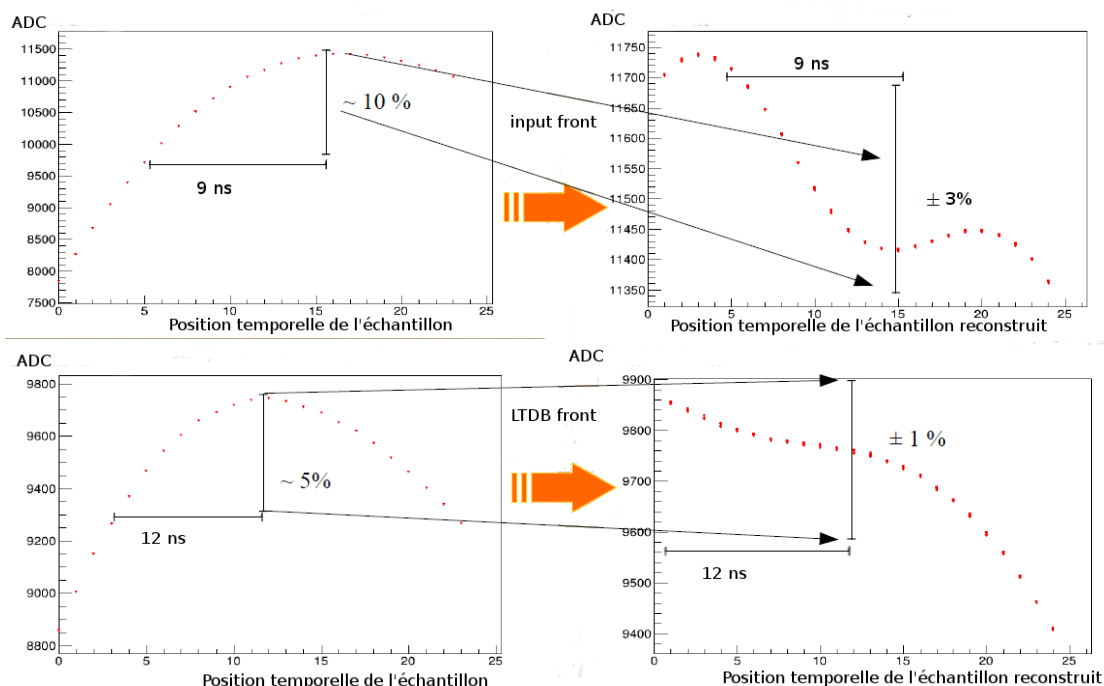 ADC
11500
11000
10500
10000
9500
9000
8500
8000
7500
0 5 10 15 20 25
~ 10 %
9 ns
Position temporelle de l'échantillon
input front
ADC
11750
11700
11650
11600
11550
11500
11450
11400
11350
0 5 10 15 20 25
9 ns
± 3%
Position temporelle de l'échantillon reconstruit
ADC
9800
9600
9400
9200
9000
8800
0 5 10 15 20 25
~ 5%
12 ns
Position temporelle de l'échantillon
LTDB front
ADC
9900
9800
9700
9600
9500
9400
0 5 10 15 20 25
± 1 %
12 ns
Position temporelle de l'échantillon reconstruit